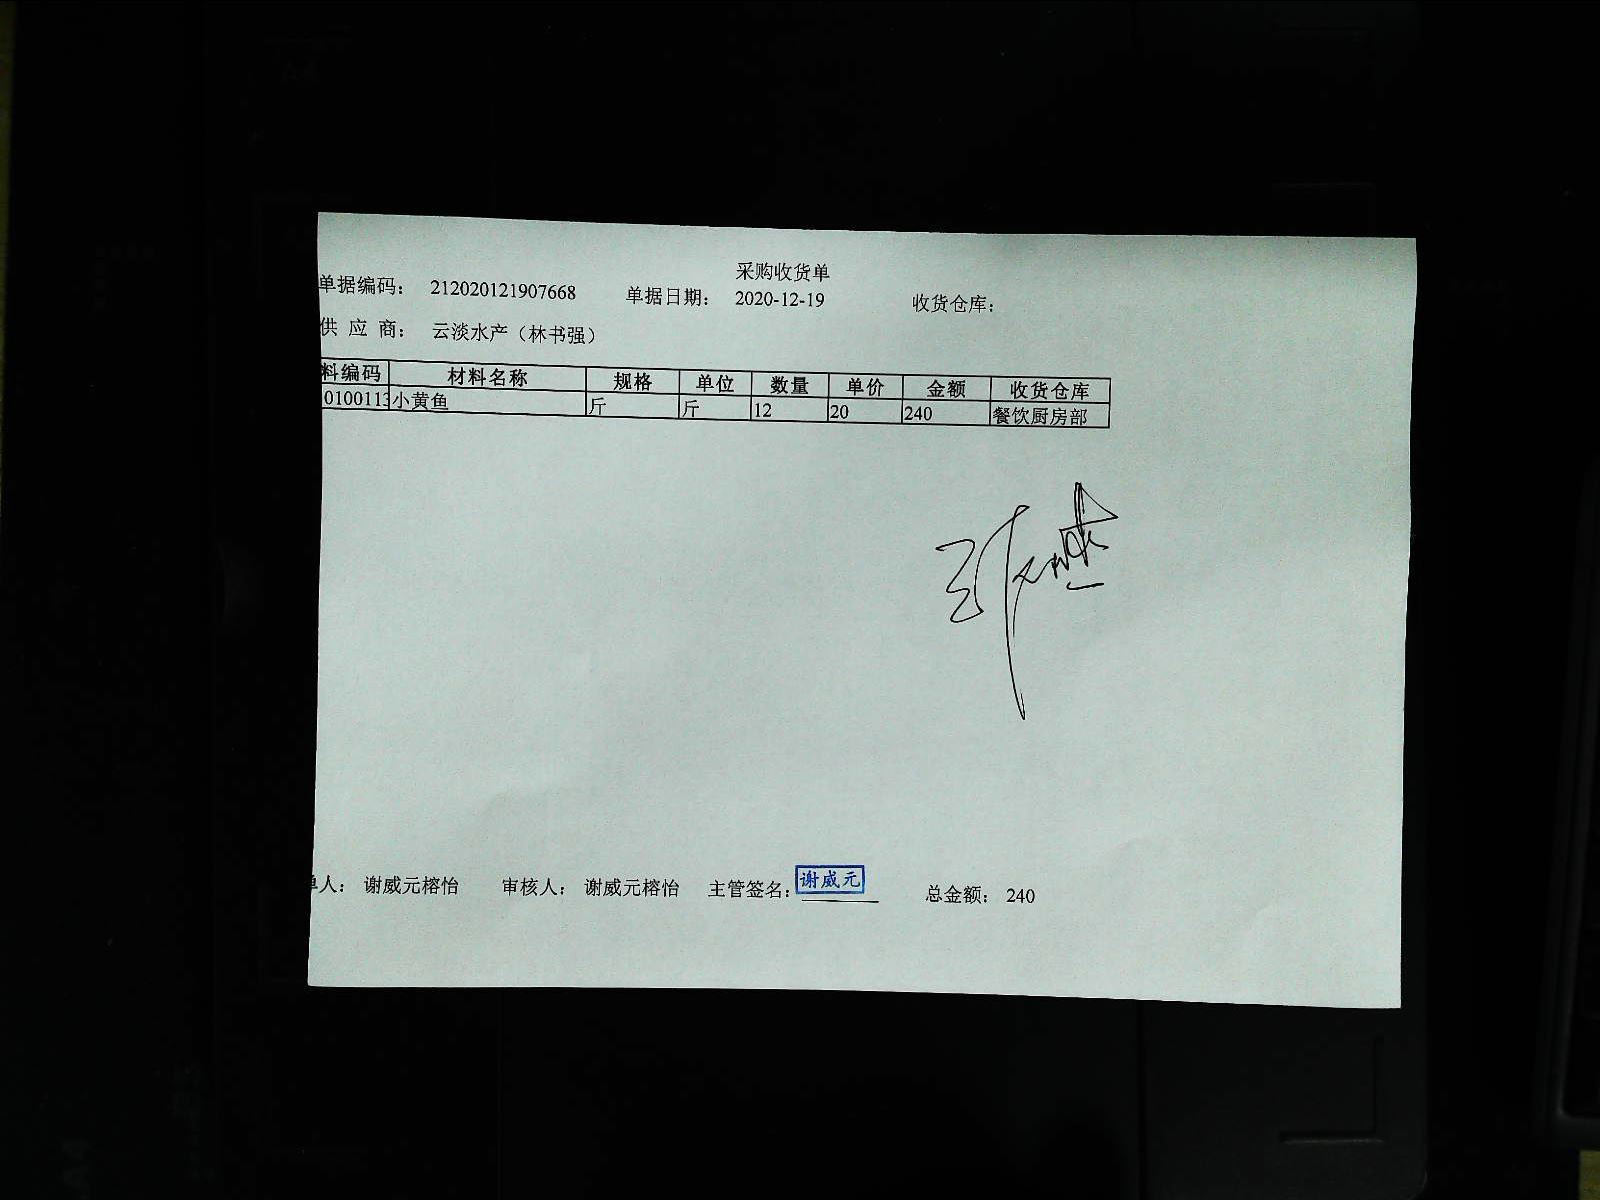 采购收货单
单据编码： 212020121907668 单据日期： 2020-12-19 收货仓库：
供 应 商： 云淡水产（林书强）
料编码 材料名称 规格 单位 数量 单价 金额 收货仓库
0100113 小黄鱼 斤 斤 12 20 240 餐饮厨房部
单人： 谢威元榕怡 审核人： 谢威元榕怡 主管签名： 谢威元 总金额： 240